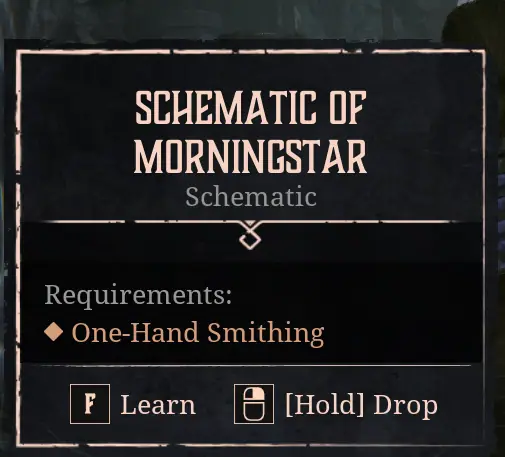 SCHEMATIC OF
MORNINGSTAR
Schematic
Requirements:
One-Hand Smithing
F Learn [Hold] Drop